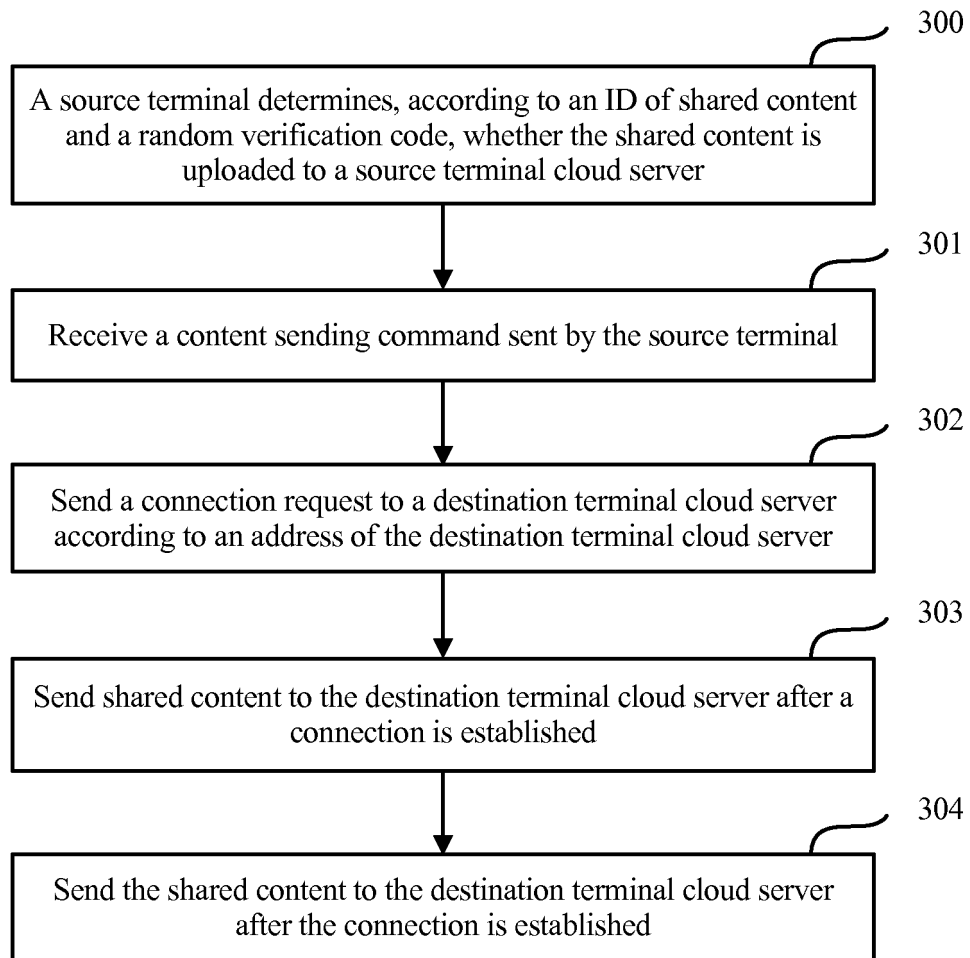 300
A source terminal determines, according to an ID of shared content
and a random verification code, whether the shared content is
uploaded to a source terminal cloud server
301
Receive a content sending command sent by the source terminal
302
Send a connection request to a destination terminal cloud server
according to an address of the destination terminal cloud server
303
Send shared content to the destination terminal cloud server after a
connection is established
304
Send the shared content to the destination terminal cloud server
after the connection is established